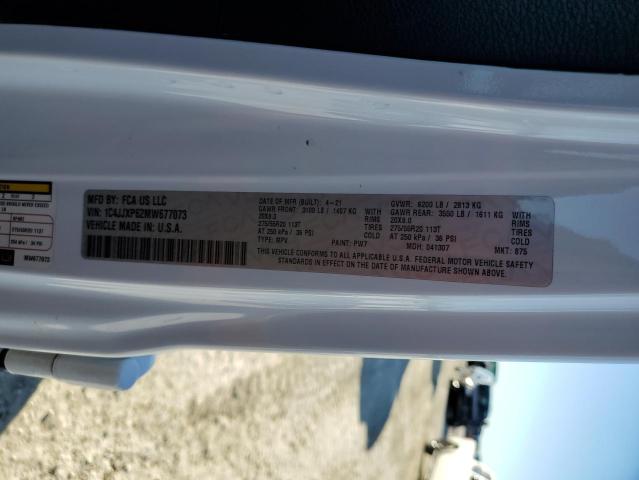 MFD BY: FCA US LLC
VIN: 1C4JJXP62MW677073
VEHICLE MADE IN: U.S.A.
DATE OF MFR (BUILT): 4-21
GAWR FRONT: 3100 LB / 1407 KG WITH
20X8.0 RIMS
275/55R20 113T TIRES
AT 250 kPa / 36 PSI COLD
TYPE: MPV PAINT: PW7
GVWR: 6200 LB / 2813 KG
GAWR REAR: 3550 LB / 1611 KG WITH
20X8.0 RIMS
275/55R20 113T TIRES
AT 250 kPa / 36 PSI COLD
MDH: 041307 MKT: 875
THIS VEHICLE CONFORMS TO ALL APPLICABLE U.S.A. FEDERAL MOTOR VEHICLE SAFETY
STANDARDS IN EFFECT ON THE DATE OF MANUFACTURE SHOWN ABOVE.
MW677073